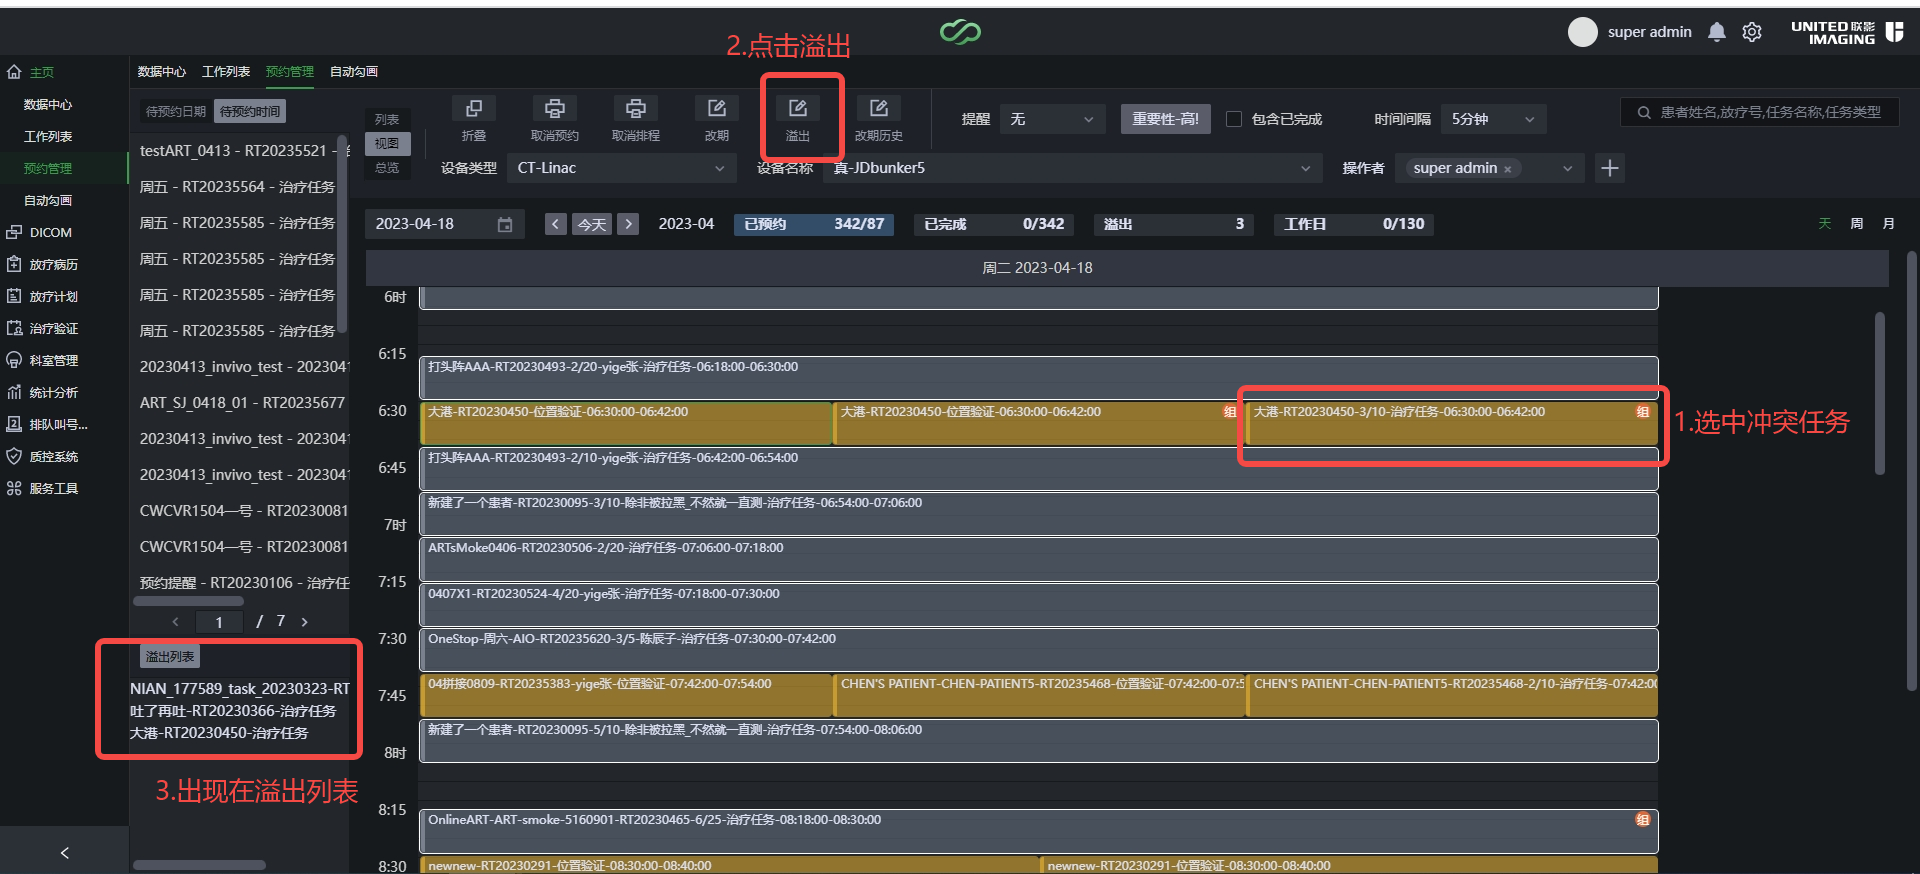 super admin
UNITED 联影
IMAGING
2.点击溢出
主页
数据中心
工作列表
预约管理
自动勾画
DICOM
放疗病历
放疗计划
治疗验证
科室管理
统计分析
排队叫号...
质控系统
服务工具
数据中心 工作列表 预约管理 自动勾画
待预约日期 待预约时间
testART_0413 - RT20235521 -
周五 - RT20235564 - 治疗任务
周五 - RT20235585 - 治疗任务
周五 - RT20235585 - 治疗任务
周五 - RT20235585 - 治疗任务
周五 - RT20235585 - 治疗任务
20230413_invivo_test - 2023041
ART_SJ_0418_01 - RT20235677
20230413_invivo_test - 2023041
20230413_invivo_test - 2023041
CWCVR1504—号 - RT20230081
CWCVR1504—号 - RT20230081
预约提醒 - RT20230106 - 治疗任
1 / 7
溢出列表
NIAN_177589_task_20230323-RT
吐了再吐-RT20230366-治疗任务
大港-RT20230450-治疗任务
3.出现在溢出列表
列表
视图
总览
折叠 取消预约 取消排程 改期 溢出 改期历史
提醒 无 重要性-高! 包含已完成 时间间隔 5分钟
患者姓名,放疗号,任务名称,任务类型
设备类型 CT-Linac 设备名称 真-JDbunker5 操作者 super admin ×
2023-04-18 今天 2023-04 已预约 342/87 已完成 0/342 溢出 3 工作日 0/130 天 周 月
周二 2023-04-18
6时
6:15
打头阵AAA-RT20230493-2/20-yige张-治疗任务-06:18:00-06:30:00
6:30
大港-RT20230450-位置验证-06:30:00-06:42:00
大港-RT20230450-位置验证-06:30:00-06:42:00 组
大港-RT20230450-3/10-治疗任务-06:30:00-06:42:00 组
1.选中冲突任务
打头阵AAA-RT20230493-2/10-yige张-治疗任务-06:42:00-06:54:00
6:45
新建了一个患者-RT20230095-3/10-除非被拉黑_不然就一直测-治疗任务-06:54:00-07:06:00
7时
ARTsMoke0406-RT20230506-2/20-治疗任务-07:06:00-07:18:00
7:15
0407X1-RT20230524-4/20-yige张-治疗任务-07:18:00-07:30:00
7:30
OneStop-周六-AIO-RT20235620-3/5-陈辰子-治疗任务-07:30:00-07:42:00
7:45
04拼接0809-RT20235383-yige张-位置验证-07:42:00-07:54:00
CHEN'S PATIENT-CHEN-PATIENT5-RT20235468-位置验证-07:42:00-07:5
CHEN'S PATIENT-CHEN-PATIENT5-RT20235468-2/10-治疗任务-07:42:00
新建了一个患者-RT20230095-5/10-除非被拉黑_不然就一直测-治疗任务-07:54:00-08:06:00
8时
8:15
OnlineART-ART-smoke-5160901-RT20230465-6/25-治疗任务-08:18:00-08:30:00 组
8:30
newnew-RT20230291-位置验证-08:30:00-08:40:00
newnew-RT20230291-位置验证-08:30:00-08:40:00